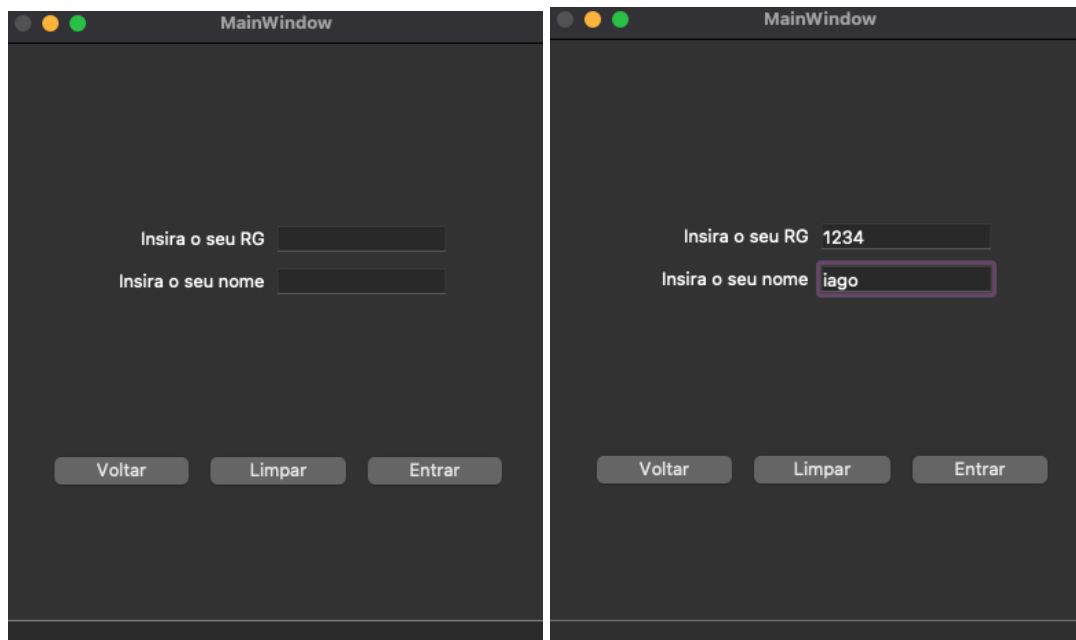 MainWindow
Insira o seu RG
Insira o seu nome
Voltar Limpar Entrar
MainWindow
Insira o seu RG 1234
Insira o seu nome iago
Voltar Limpar Entrar